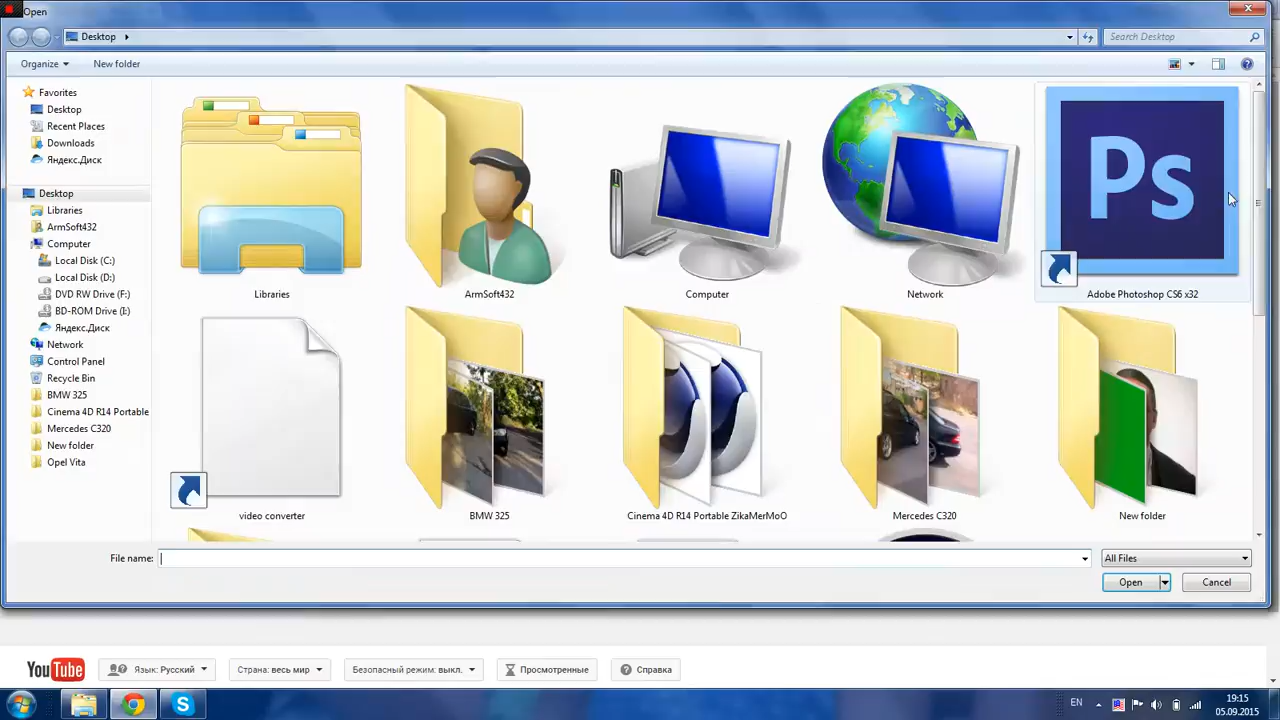 Open
Desktop
Search Desktop
Organize
New folder
Favorites
Desktop
Recent Places
Downloads
Яндекс.Диск
Desktop
Libraries
ArmSoft432
Computer
Local Disk (C:)
Local Disk (D:)
DVD RW Drive (F:)
BD-ROM Drive (I:)
Яндекс.Диск
Network
Control Panel
Recycle Bin
BMW 325
Cinema 4D R14 Portable
Mercedes C320
New folder
Opel Vita
Ps
Libraries
ArmSoft432
Computer
Network
Adobe Photoshop CS6 x32
video converter
BMW 325
Cinema 4D R14 Portable ZikaMerMoO
Mercedes C320
New folder
File name:
All Files
Open
Cancel
YouTube
Язык: Русский
Страна: весь мир
Безопасный режим: выкл.
Просмотренные
Справка
EN
19:15
05.09.2015